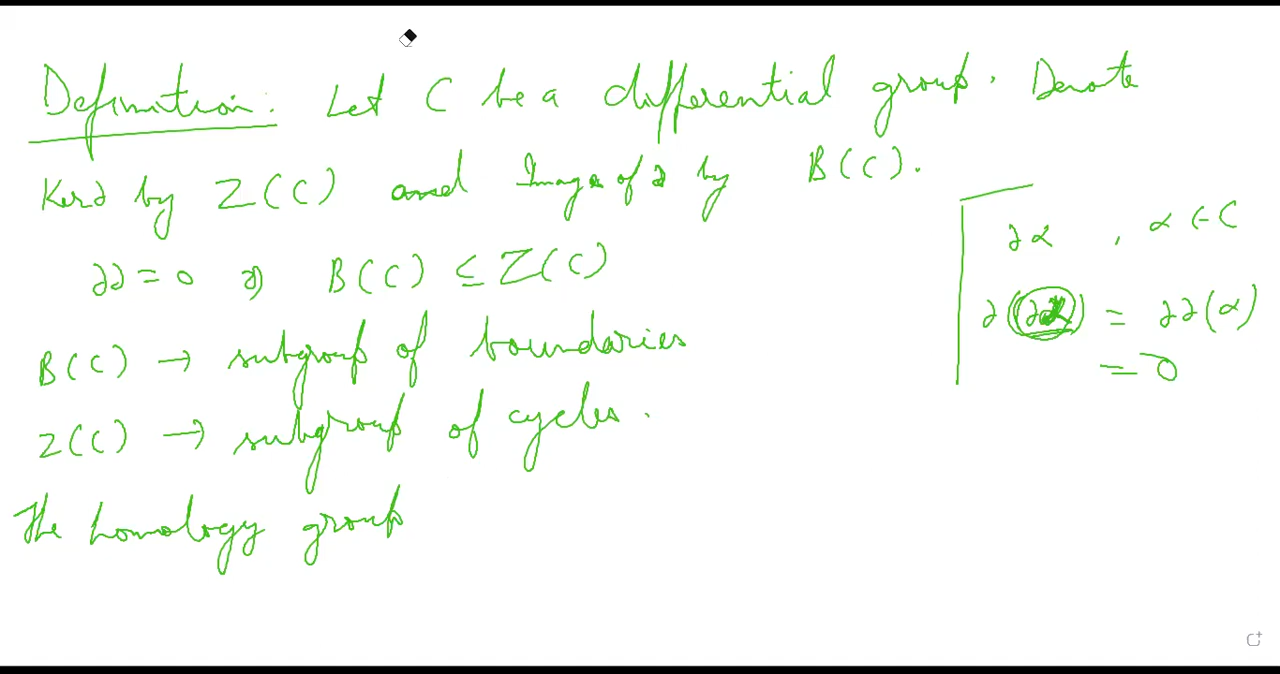 Definition: Let C be a differential group. Denote
Ker∂ by Z(C) and Image of ∂ by B(C).
∂∂ = 0 ⇒ B(C) ≤ Z(C)
B(C) → subgroup of boundaries
Z(C) → subgroup of cycles.
The homology group
∂α , α ∈ C
∂(∂α) = ∂∂(α)
= 0